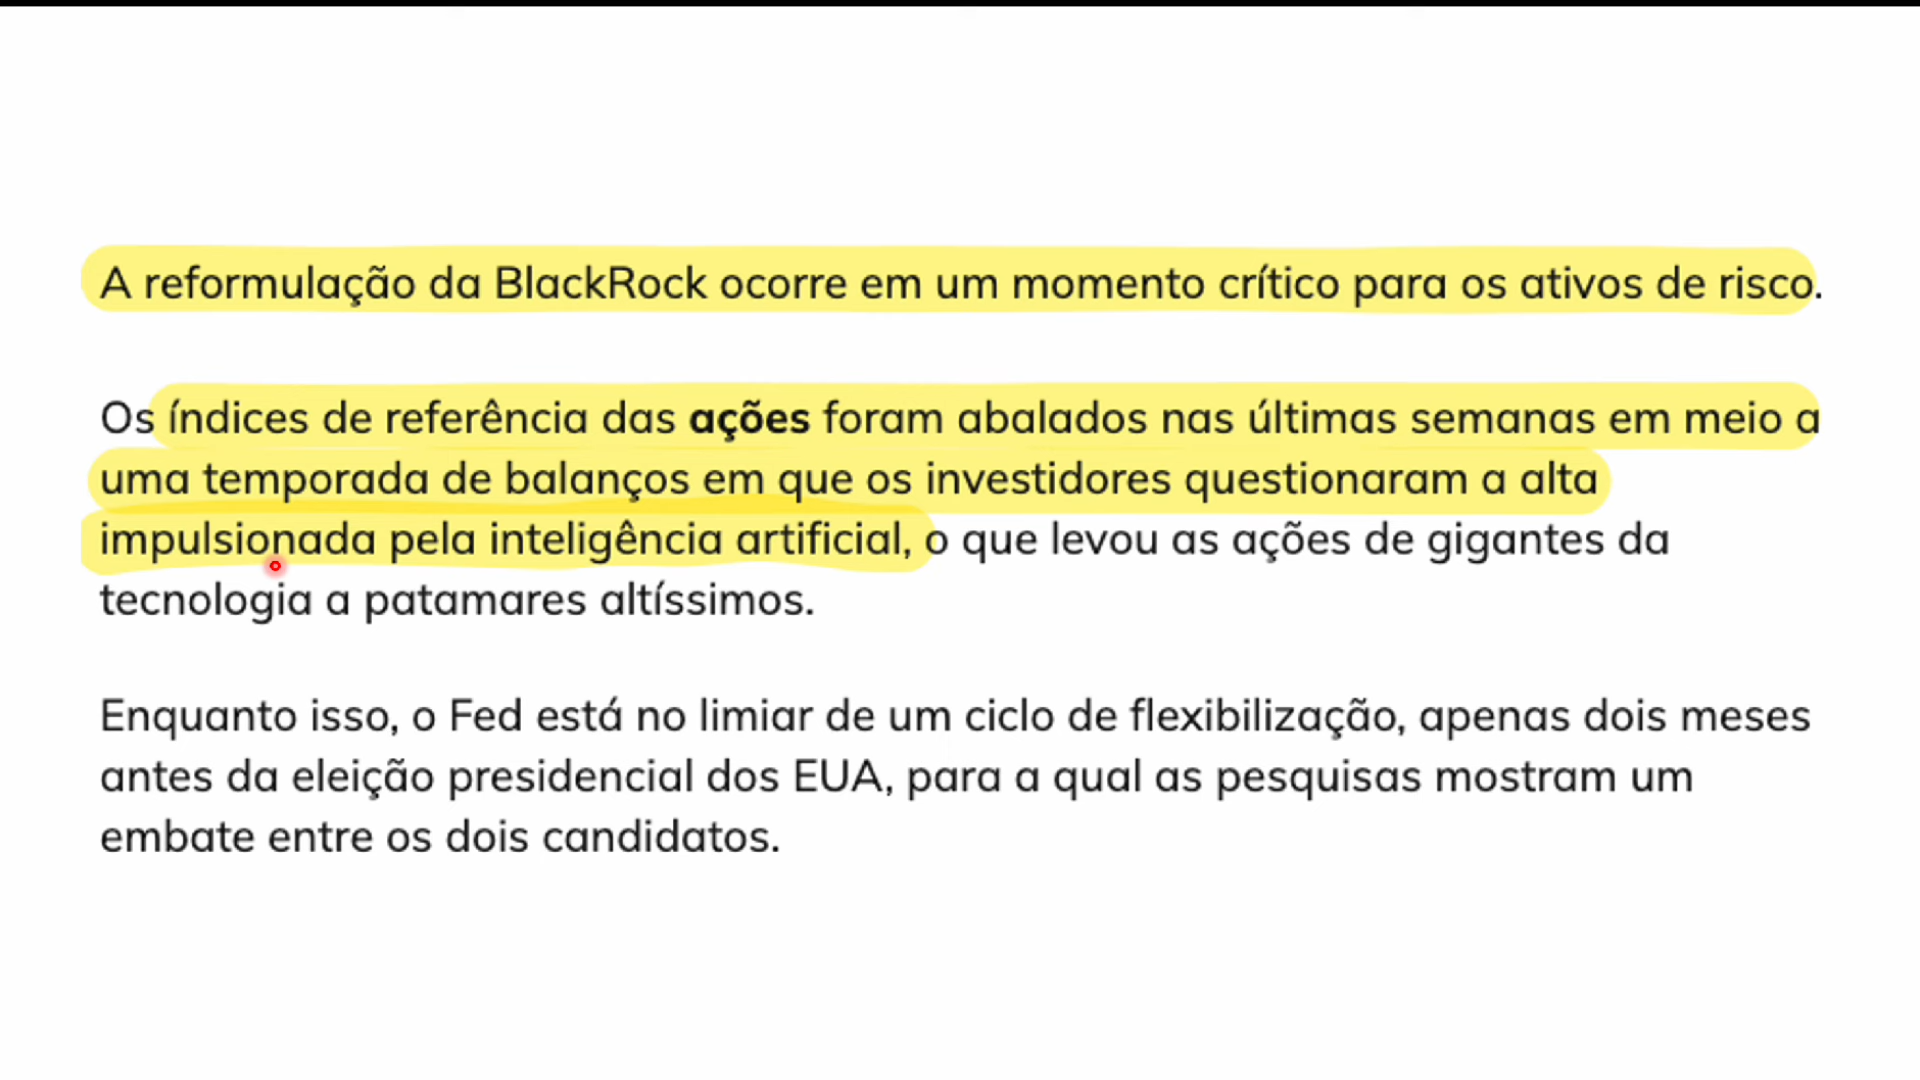 A reformulação da BlackRock ocorre em um momento crítico para os ativos de risco.
Os índices de referência das ações foram abalados nas últimas semanas em meio a
uma temporada de balanços em que os investidores questionaram a alta
impulsionada pela inteligência artificial, o que levou as ações de gigantes da
tecnologia a patamares altíssimos.
Enquanto isso, o Fed está no limiar de um ciclo de flexibilização, apenas dois meses
antes da eleição presidencial dos EUA, para a qual as pesquisas mostram um
embate entre os dois candidatos.